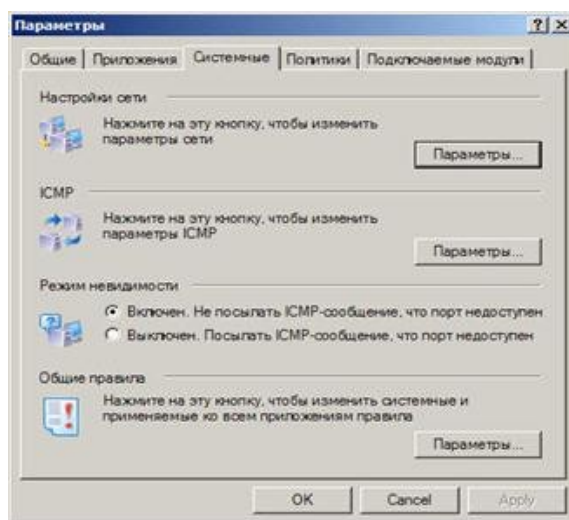 Параметры
Общие Приложения Системные Политики Подключаемые модули
Настройки сети
Нажмите на эту кнопку, чтобы изменить
параметры сети
Параметры...
ICMP
Нажмите на эту кнопку, чтобы изменить
параметры ICMP
Параметры...
Режим невидимости
Включен. Не посылать ICMP-сообщение, что порт недоступен
Выключен. Посылать ICMP-сообщение, что порт недоступен
Общие правила
Нажмите на эту кнопку, чтобы изменить системные и
применяемые ко всем приложениям правила
Параметры...
OK Cancel Apply